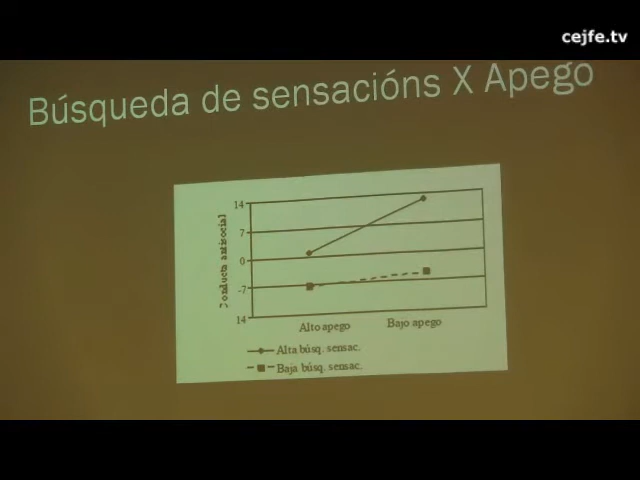 cejfe.tv
Búsqueda de sensacións X Apego
14
7
0
-7
14
Conducta antisocial
Alto apego Bajo apego
Alta búsq. sensac.
Baja búsq. sensac.